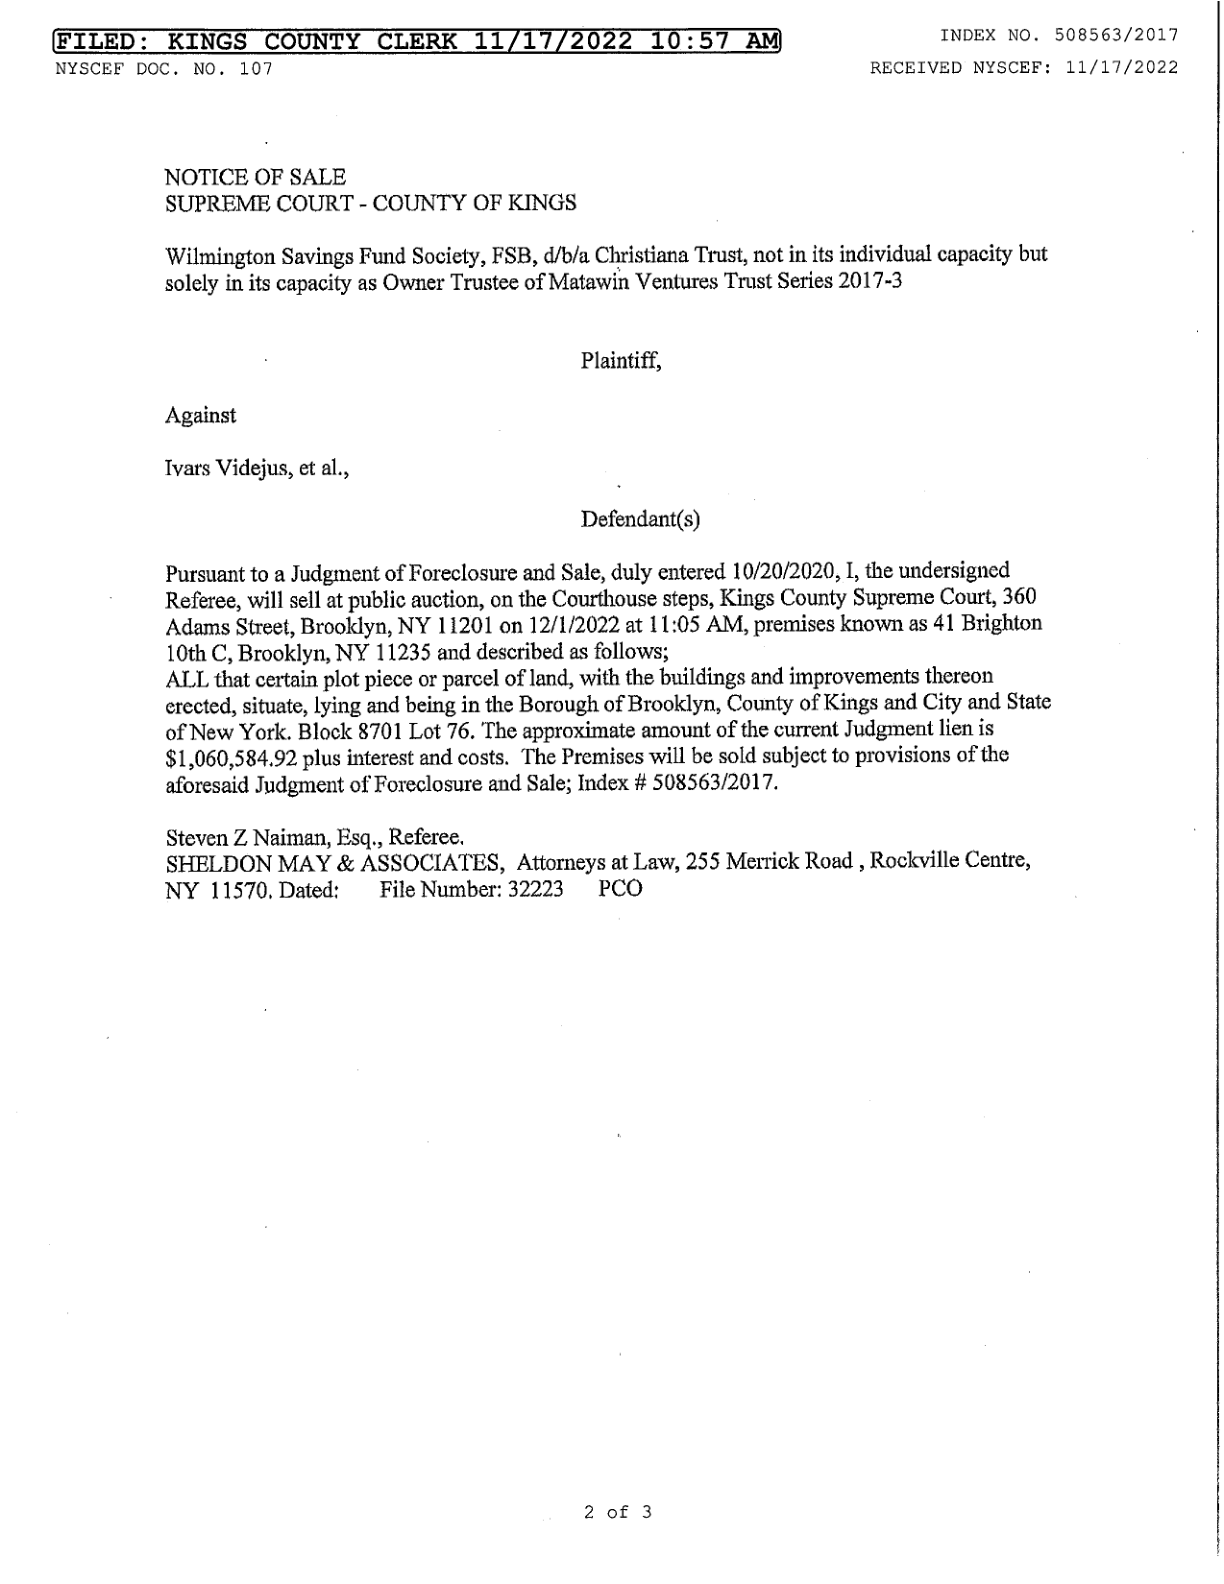 FILED: KINGS COUNTY CLERK 11/17/2022 10:57 AM
INDEX NO. 508563/2017
NYSCEF DOC. NO. 107
RECEIVED NYSCEF: 11/17/2022
NOTICE OF SALE
SUPREME COURT - COUNTY OF KINGS
Wilmington Savings Fund Society, FSB, d/b/a Christiana Trust, not in its individual capacity but
solely in its capacity as Owner Trustee of Matawin Ventures Trust Series 2017-3
Plaintiff,
Against
Ivars Videjus, et al.,
Defendant(s)
Pursuant to a Judgment of Foreclosure and Sale, duly entered 10/20/2020, I, the undersigned
Referee, will sell at public auction, on the Courthouse steps, Kings County Supreme Court, 360
Adams Street, Brooklyn, NY 11201 on 12/1/2022 at 11:05 AM, premises known as 41 Brighton
10th C, Brooklyn, NY 11235 and described as follows;
ALL that certain plot piece or parcel of land, with the buildings and improvements thereon
erected, situate, lying and being in the Borough of Brooklyn, County of Kings and City and State
of New York. Block 8701 Lot 76. The approximate amount of the current Judgment lien is
$1,060,584.92 plus interest and costs. The Premises will be sold subject to provisions of the
aforesaid Judgment of Foreclosure and Sale; Index # 508563/2017.
Steven Z Naiman, Esq., Referee.
SHELDON MAY & ASSOCIATES, Attorneys at Law, 255 Merrick Road , Rockville Centre,
NY 11570. Dated: File Number: 32223 PCO
2 of 3